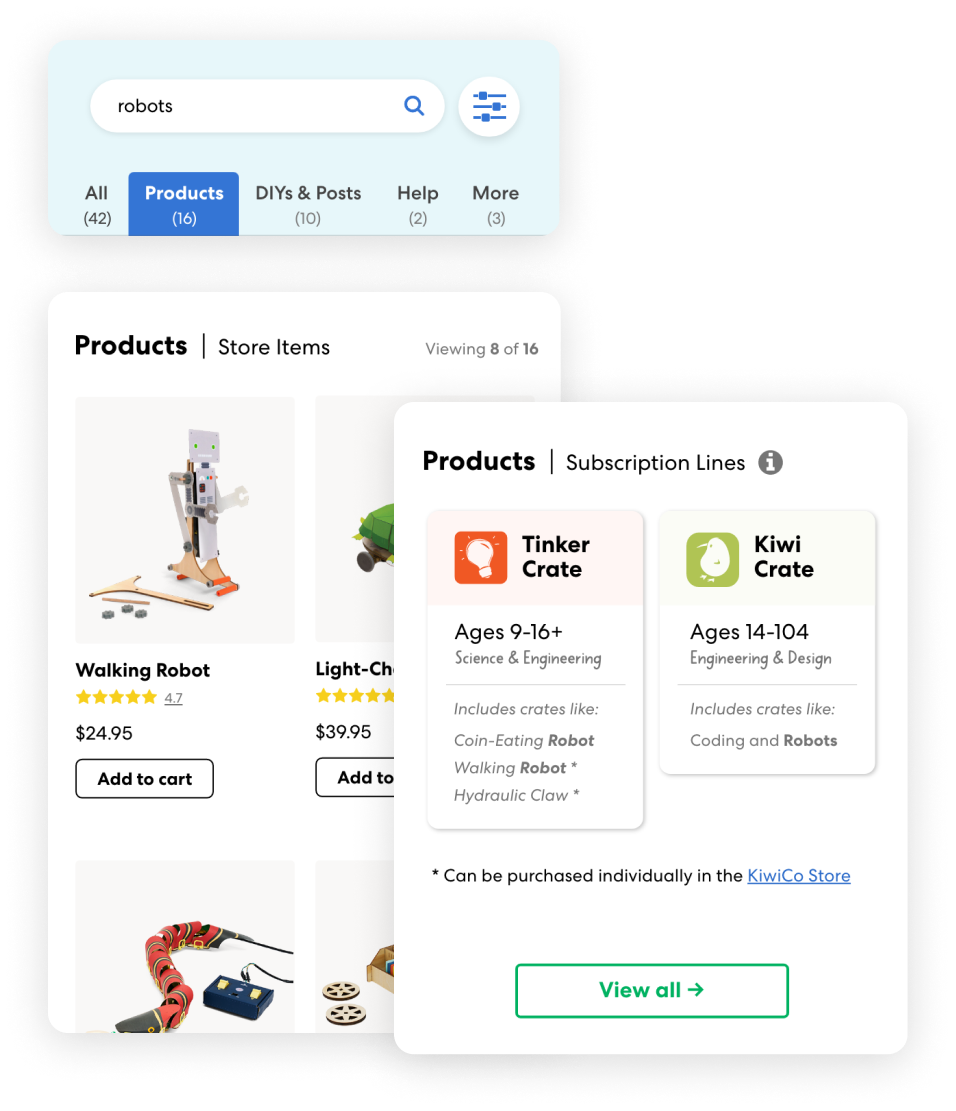 robots
All
(42)
Products
(16)
DIYs & Posts
(10)
Help
(2)
More
(3)
Products | Store Items
Viewing 8 of 16
Walking Robot
4.7
$24.95
Add to cart
$39.95
Add to
Products | Subscription Lines
Tinker
Crate
Ages 9-16+
Science & Engineering
Includes crates like:
Coin-Eating Robot
Walking Robot *
Hydraulic Claw *
Kiwi
Crate
Ages 14-104
Engineering & Design
Includes crates like:
Coding and Robots
* Can be purchased individually in the KiwiCo Store
View all →